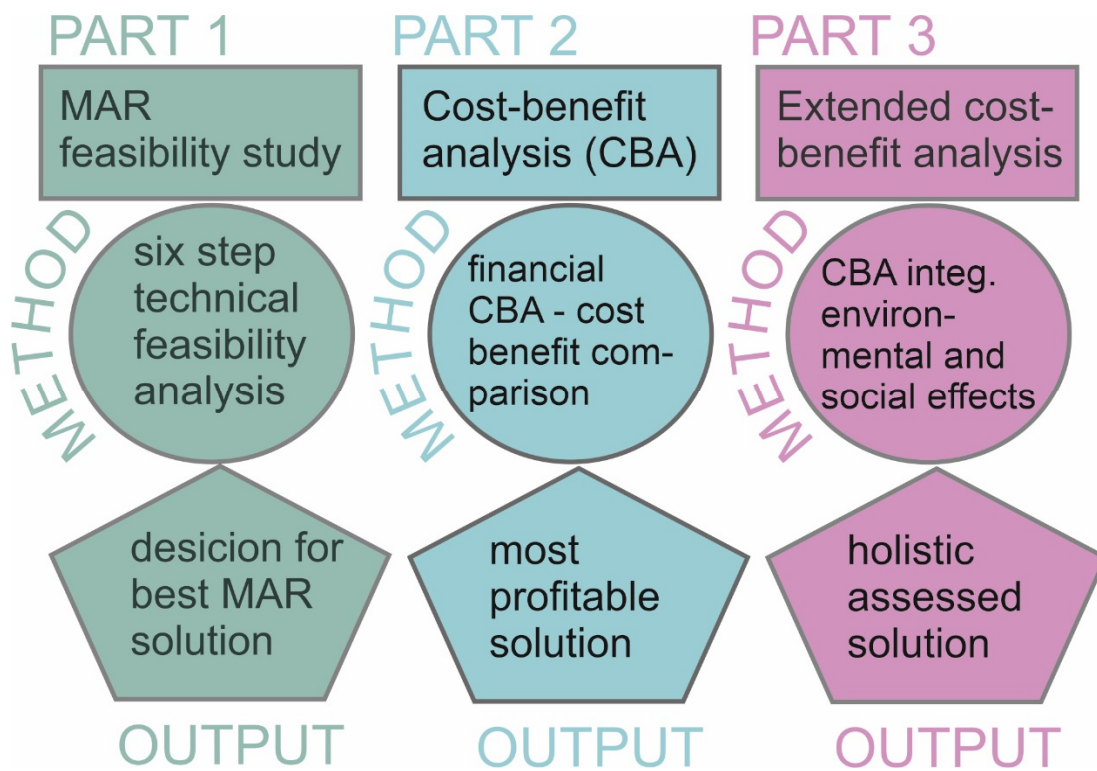 PART 1
MAR
feasibility study
METHOD
six step
technical
feasibility
analysis
desicion for
best MAR
solution
OUTPUT
PART 2
Cost-benefit
analysis (CBA)
METHOD
financial
CBA - cost
benefit com-
parison
most
profitable
solution
OUTPUT
PART 3
Extended cost-
benefit analysis
METHOD
CBA integ.
environ-
mental and
social effects
holistic
assessed
solution
OUTPUT